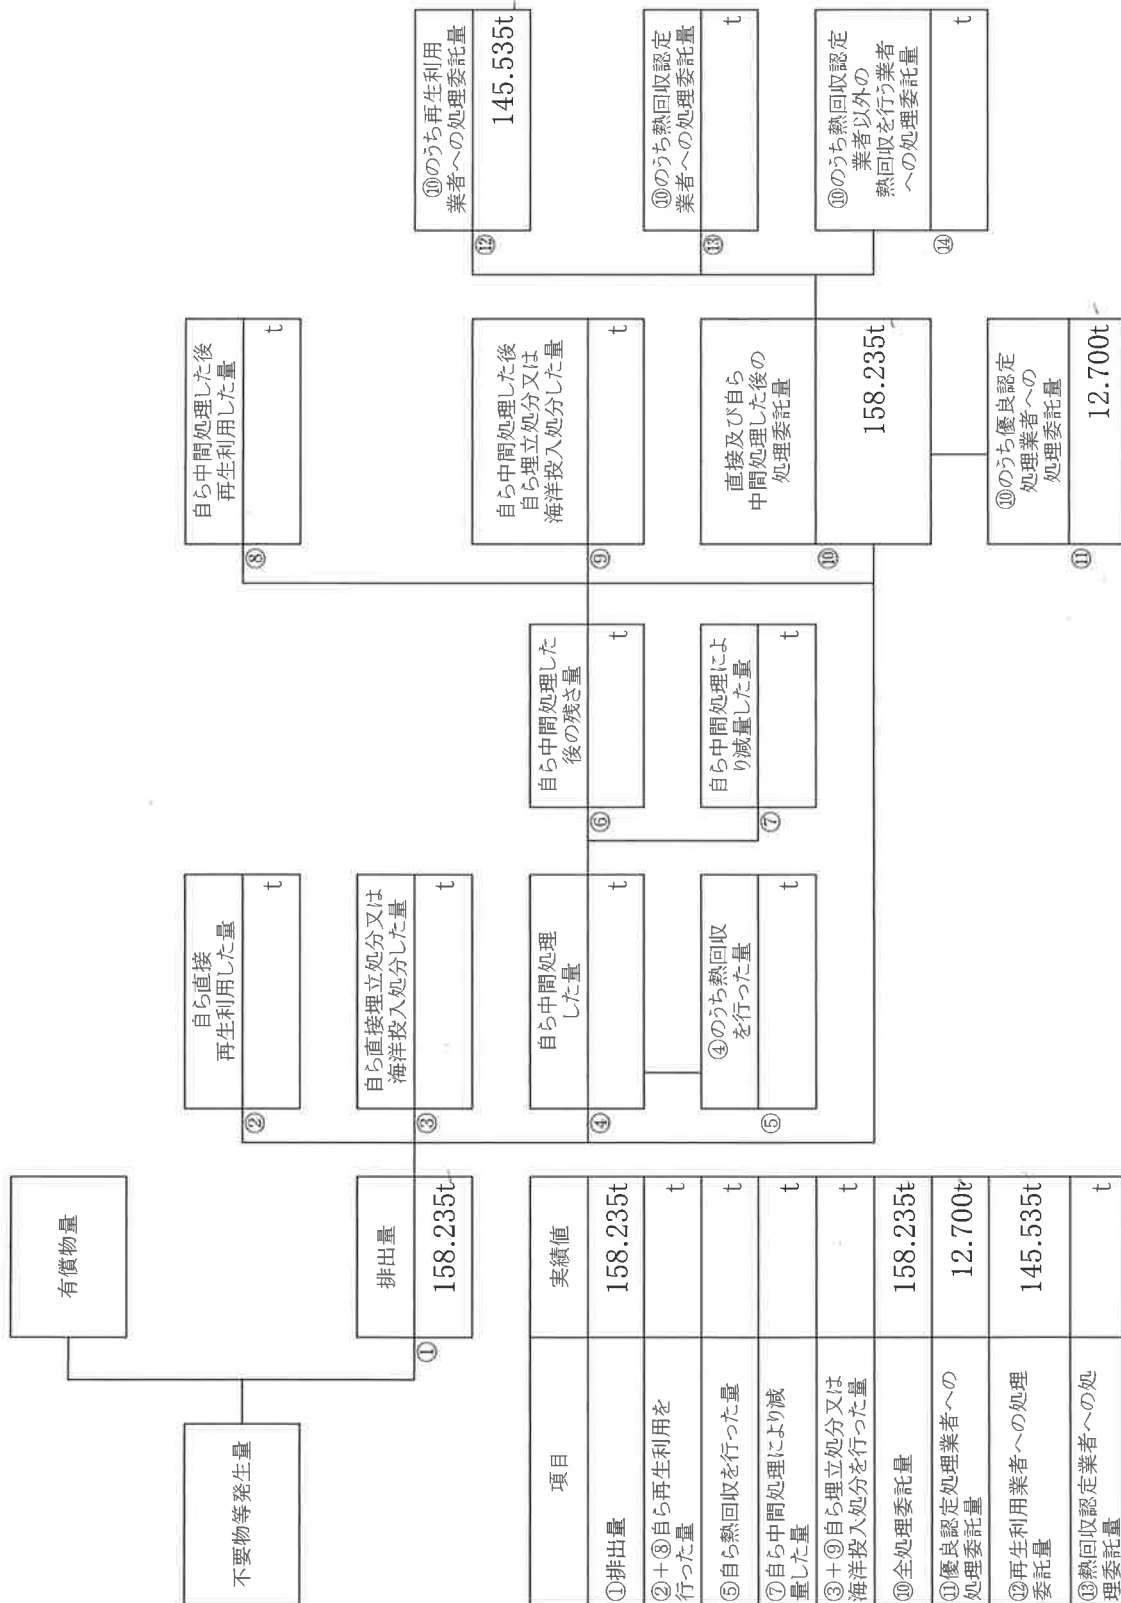 不要物等発生量
有償物量
排出量
①
158.235t
②
自ら直接
再生利用した量
t
③
自ら直接埋立処分又は
海洋投入処分した量
t
④
自ら中間処理
した量
t
⑤
④のうち熱回収
を行った量
t
⑥
自ら中間処理した
後の残さ量
t
⑦
自ら中間処理によ
り減量した量
t
⑧
自ら中間処理した後
再生利用した量
t
⑨
自ら中間処理した後
自ら埋立処分又は
海洋投入処分した量
t
⑩
直接及び自ら
中間処理した後の
処理委託量
158.235t
⑪
⑩のうち優良認定
処理業者への
処理委託量
12.700t
⑫
⑩のうち再生利用
業者への処理委託量
145.535t
⑬
⑩のうち熱回収認定
業者への処理委託量
t
⑭
⑩のうち熱回収認定
業者以外の
熱回収を行う業者
への処理委託量
t
項目 実績値
①排出量 158.235t
②+⑧自ら再生利用を
行った量 t
⑤自ら熱回収を行った量 t
⑦自ら中間処理により減
量した量 t
③+⑨自ら埋立処分又は
海洋投入処分を行った量 t
⑩全処理委託量 158.235t
⑪優良認定処理業者への
処理委託量 12.700t
⑫再生利用業者への処理
委託量 145.535t
⑬熱回収認定業者への処
理委託量 t